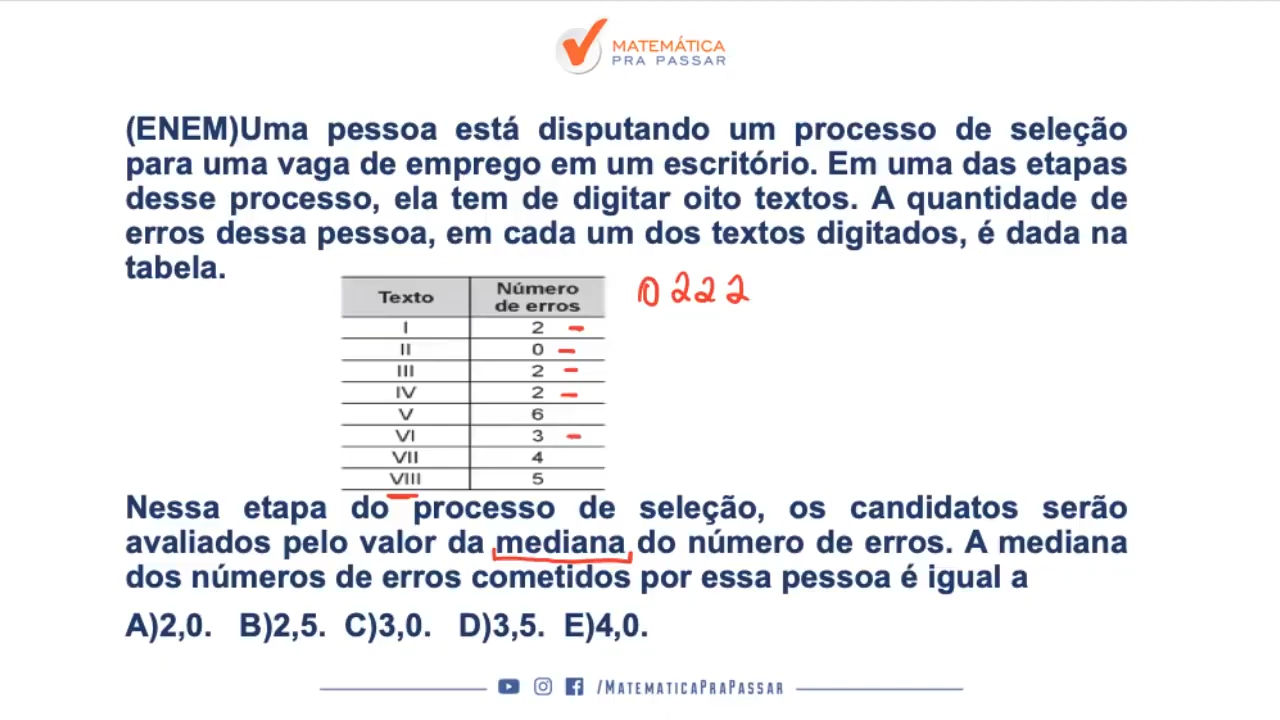 MATEMÁTICA
PRA PASSAR
(ENEM)Uma pessoa está disputando um processo de seleção
para uma vaga de emprego em um escritório. Em uma das etapas
desse processo, ela tem de digitar oito textos. A quantidade de
erros dessa pessoa, em cada um dos textos digitados, é dada na
tabela.
0 2 2 2
Texto Número de erros
I 2
II 0
III 2
IV 2
V 6
VI 3
VII 4
VIII 5
Nessa etapa do processo de seleção, os candidatos serão
avaliados pelo valor da mediana do número de erros. A mediana
dos números de erros cometidos por essa pessoa é igual a
A)2,0. B)2,5. C)3,0. D)3,5. E)4,0.
/MATEMATICAPRAPASSAR